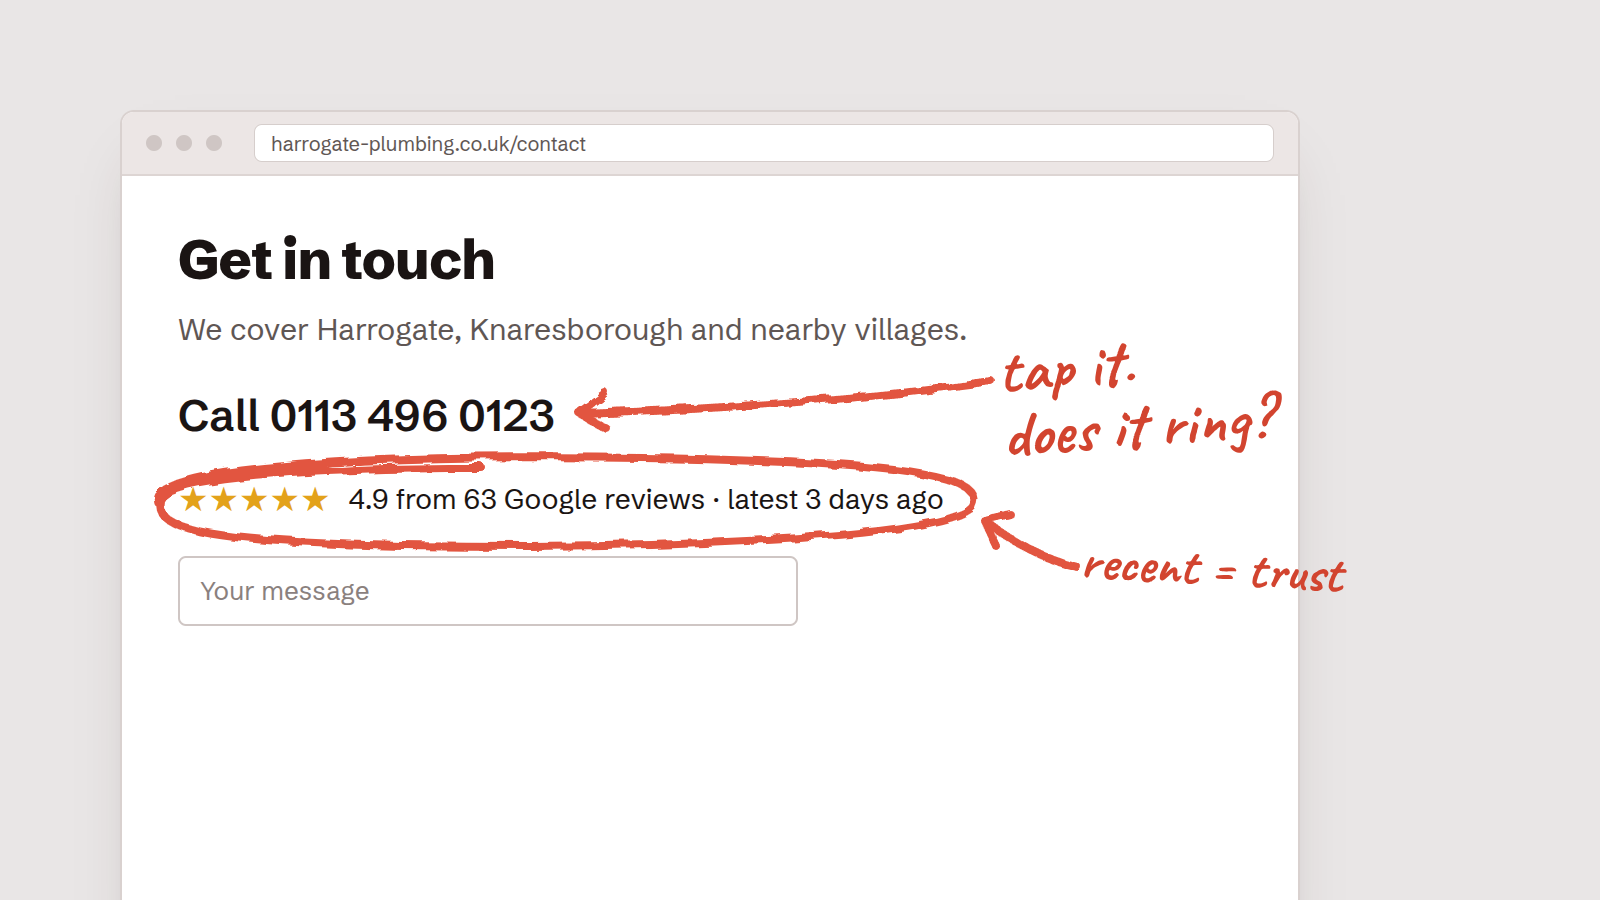 harrogate-plumbing.co.uk/contact
Get in touch
We cover Harrogate, Knaresborough and nearby villages.
tap it.
Call 0113 496 0123
does it ring?
★★★★★ 4.9 from 63 Google reviews · latest 3 days ago
recent = trust
Your message